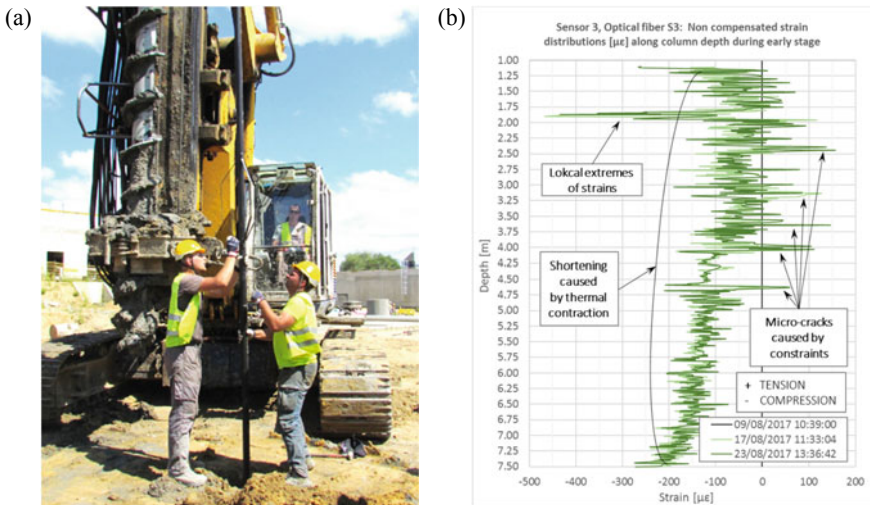 (a)
(b)
Sensor 3, Optical fiber S3: Non compensated strain
distributions [µε] along column depth during early stage
1.00
1.25
1.50
1.75
2.00
2.25
2.50
2.75
3.00
3.25
3.50
3.75
4.00
4.25
4.50
4.75
5.00
5.25
5.50
5.75
6.00
6.25
6.50
6.75
7.00
7.25
7.50
Depth [m]
Lokcal extremes
of strains
Shortening
caused
by thermal
contraction
Micro-cracks
caused by
constraints
+ TENSION
- COMPRESSION
09/08/2017 10:39:00
17/08/2017 11:33:04
23/08/2017 13:36:42
-500
-400
-300
-200
-100
0
100
200
Strain [µε]